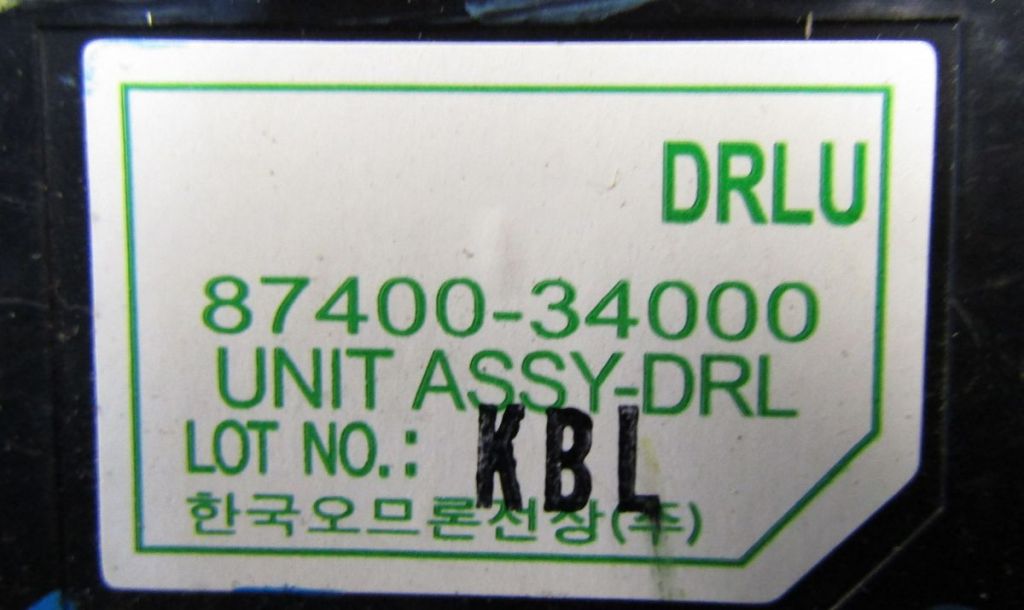 DRLU
87400-34000
UNIT ASSY-DRL
LOT NO.: KBL
한국오므론전장(주)